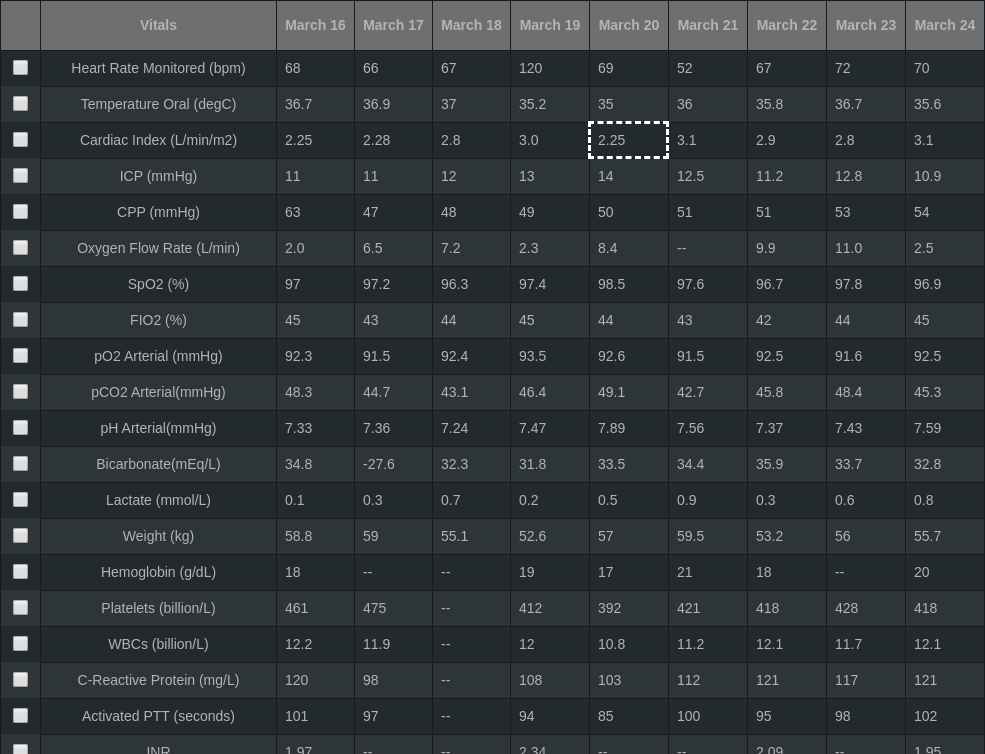 Vitals March 16 March 17 March 18 March 19 March 20 March 21 March 22 March 23 March 24
Heart Rate Monitored (bpm) 68 66 67 120 69 52 67 72 70
Temperature Oral (degC) 36.7 36.9 37 35.2 35 36 35.8 36.7 35.6
Cardiac Index (L/min/m2) 2.25 2.28 2.8 3.0 2.25 3.1 2.9 2.8 3.1
ICP (mmHg) 11 11 12 13 14 12.5 11.2 12.8 10.9
CPP (mmHg) 63 47 48 49 50 51 51 53 54
Oxygen Flow Rate (L/min) 2.0 6.5 7.2 2.3 8.4 -- 9.9 11.0 2.5
SpO2 (%) 97 97.2 96.3 97.4 98.5 97.6 96.7 97.8 96.9
FIO2 (%) 45 43 44 45 44 43 42 44 45
pO2 Arterial (mmHg) 92.3 91.5 92.4 93.5 92.6 91.5 92.5 91.6 92.5
pCO2 Arterial(mmHg) 48.3 44.7 43.1 46.4 49.1 42.7 45.8 48.4 45.3
pH Arterial(mmHg) 7.33 7.36 7.24 7.47 7.89 7.56 7.37 7.43 7.59
Bicarbonate(mEq/L) 34.8 -27.6 32.3 31.8 33.5 34.4 35.9 33.7 32.8
Lactate (mmol/L) 0.1 0.3 0.7 0.2 0.5 0.9 0.3 0.6 0.8
Weight (kg) 58.8 59 55.1 52.6 57 59.5 53.2 56 55.7
Hemoglobin (g/dL) 18 -- -- 19 17 21 18 -- 20
Platelets (billion/L) 461 475 -- 412 392 421 418 428 418
WBCs (billion/L) 12.2 11.9 -- 12 10.8 11.2 12.1 11.7 12.1
C-Reactive Protein (mg/L) 120 98 -- 108 103 112 121 117 121
Activated PTT (seconds) 101 97 -- 94 85 100 95 98 102
INR 1.97 -- -- 2.34 -- -- 2.09 -- 1.95